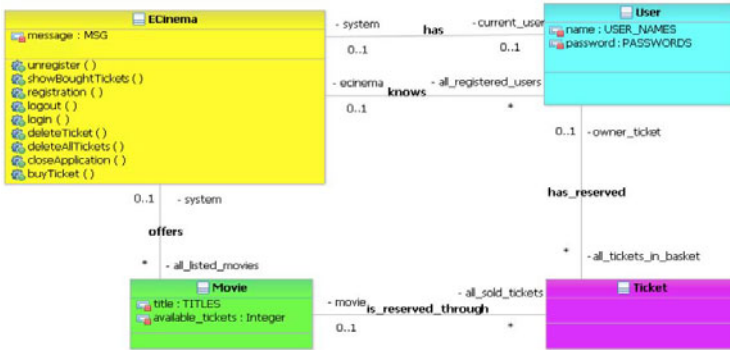 ECinema
message : MSG
unregister ( )
showBoughtTickets ( )
registration ( )
logout ( )
login ( )
deleteTicket ( )
deleteAllTickets ( )
closeApplication ( )
buyTicket ( )
- system
has
- current_user
0..1
0..1
- ecinema
knows
- all_registered_users
0..1
*
User
name : USER_NAMES
password : PASSWORDS
0..1
- owner_ticket
has_reserved
*
- all_tickets_in_basket
0..1
- system
offers
*
- all_listed_movies
Movie
title : TITLES
available_tickets : Integer
- movie
is_reserved_through
- all_sold_tickets
0..1
*
Ticket